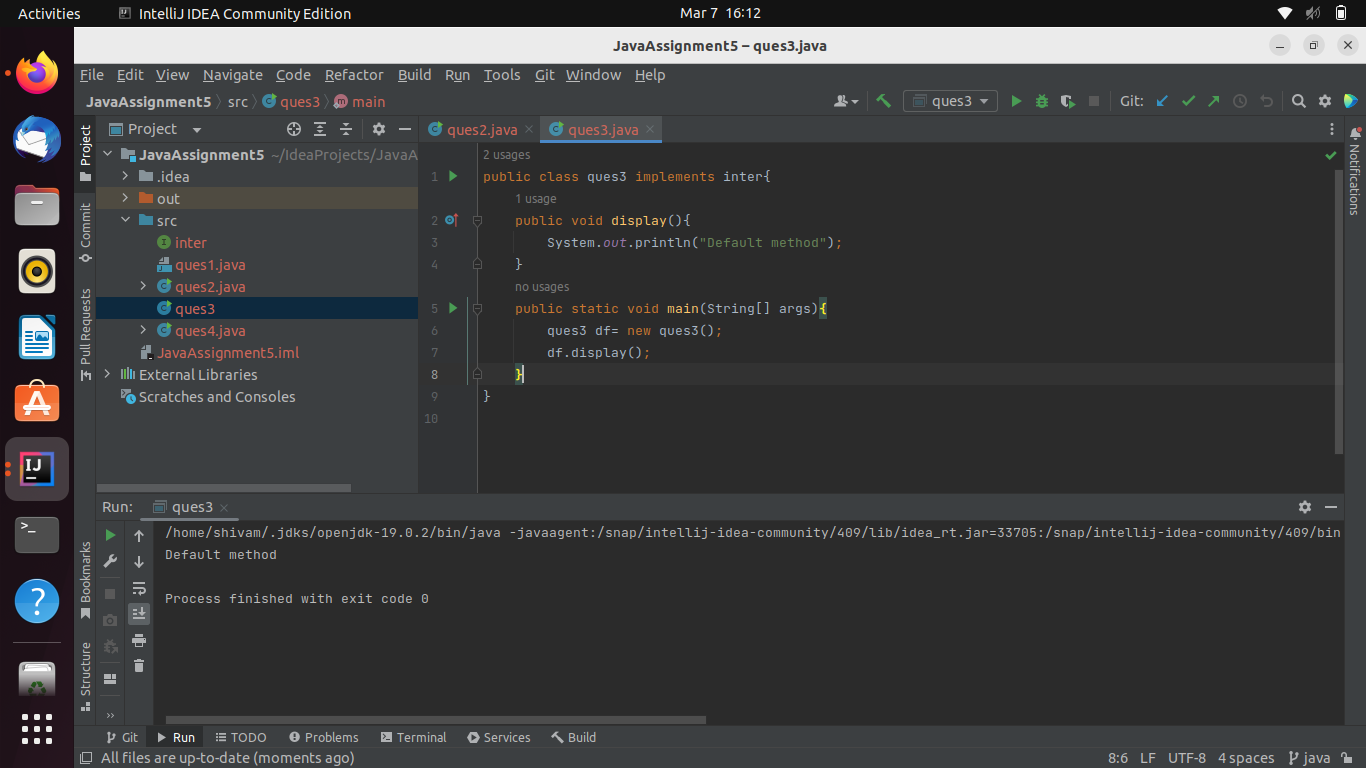 Activities IntelliJ IDEA Community Edition Mar 7 16:12
JavaAssignment5 – ques3.java
File Edit View Navigate Code Refactor Build Run Tools Git Window Help
JavaAssignment5 src ques3 main ques3 Git:
Project ques2.java ques3.java
JavaAssignment5 ~/IdeaProjects/JavaA
.idea
out
src
inter
ques1.java
ques2.java
ques3
ques4.java
JavaAssignment5.iml
External Libraries
Scratches and Consoles
Project
Commit
Pull Requests
Bookmarks
Structure
Notifications
2 usages
1 public class ques3 implements inter{
1 usage
2 public void display(){
3 System.out.println("Default method");
4 }
no usages
5 public static void main(String[] args){
6 ques3 df= new ques3();
7 df.display();
8 }
9 }
10
Run: ques3
/home/shivam/.jdks/openjdk-19.0.2/bin/java -javaagent:/snap/intellij-idea-community/409/lib/idea_rt.jar=33705:/snap/intellij-idea-community/409/bin
Default method
Process finished with exit code 0
Git Run TODO Problems Terminal Services Build
All files are up-to-date (moments ago) 8:6 LF UTF-8 4 spaces java